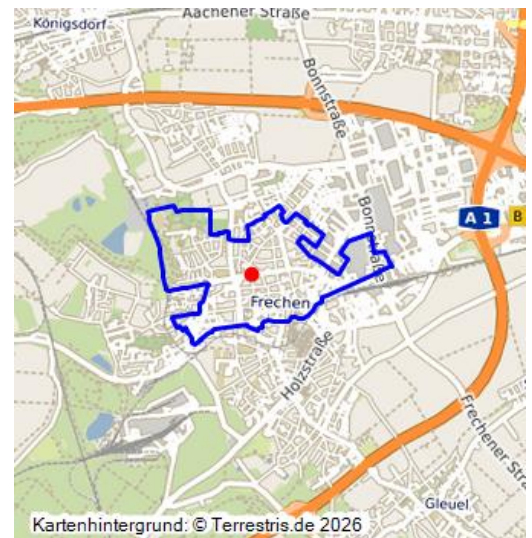 Aachener Straße
Königsdorf
Bonnstraße
A 1
B
Bonnstraße
Frechen
Holzstraße
Frechener Str
Gleuel
Kartenhintergrund: © Terrestris.de 2026